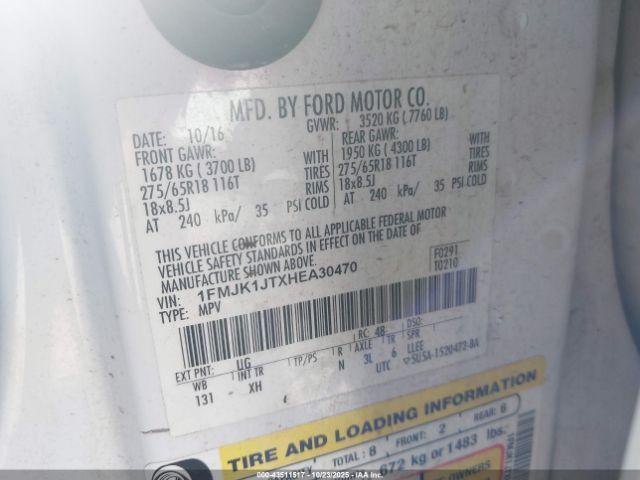 MFD. BY FORD MOTOR CO.
DATE: 10/16 GVWR: 3520 KG ( 7760 LB)
FRONT GAWR: REAR GAWR:
1678 KG ( 3700 LB) WITH 1950 KG ( 4300 LB) WITH
275/65R18 116T TIRES 275/65R18 116T TIRES
18x8.5J RIMS 18x8.5J RIMS
AT 240 kPa/ 35 PSI COLD AT 240 kPa/ 35 PSI COLD
THIS VEHICLE CONFORMS TO ALL APPLICABLE FEDERAL MOTOR
VEHICLE SAFETY STANDARDS IN EFFECT ON THE DATE OF
MANUFACTURE SHOWN ABOVE.
F0291
VIN: 1FMJK1JTXHEA30470 T0210
TYPE: MPV
EXT PNT: UG RC: 48 DSO:
WB INT TR TP/PS R AXLE TR SPR
131 - XH N 3L 6 LLEE
UTC SU5A-1520472-BA
TIRE AND LOADING INFORMATION
TOTAL: 8 FRONT: 2 REAR: 6
672 kg or 1483 lbs.
OWNERS
© 43511517 - 10/23/2025 - IAA Inc.